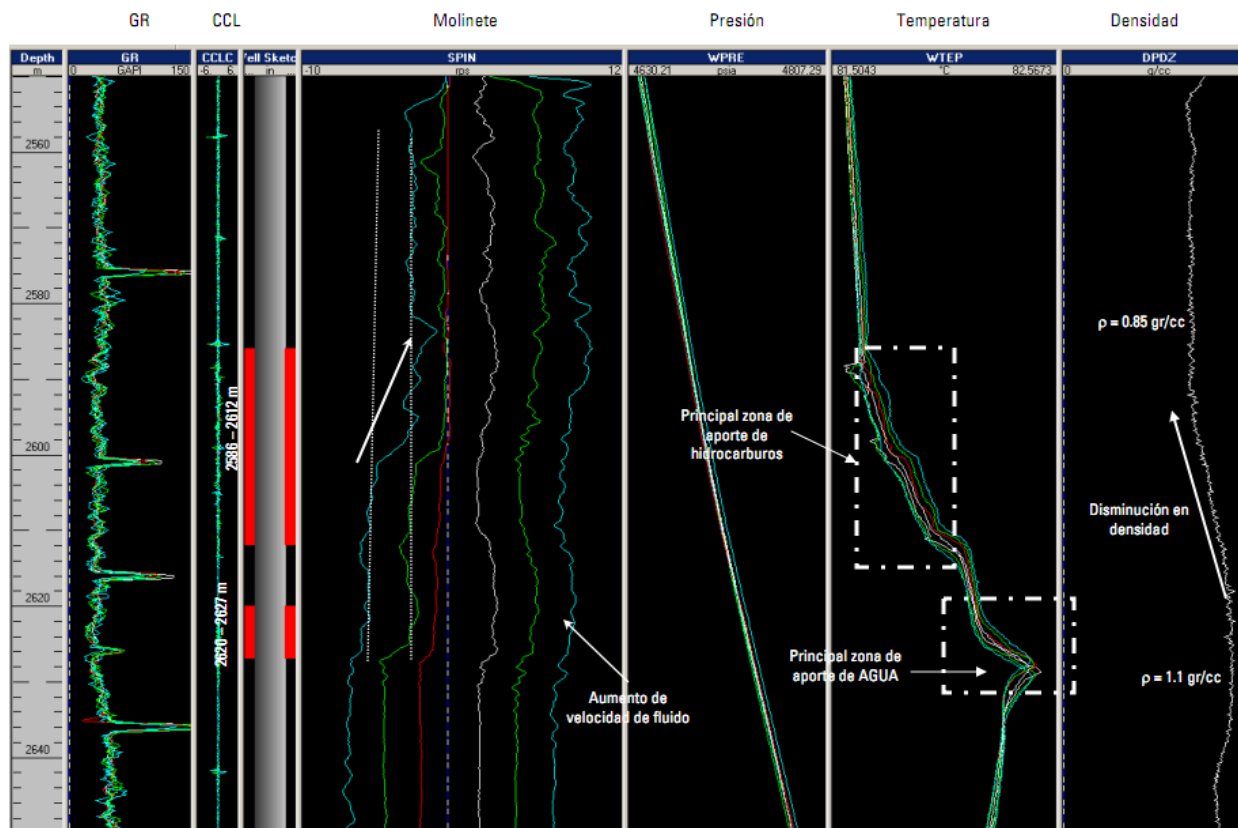 GR CCL Molinete Presión Temperatura Densidad
Depth GR CCLC Vell Sketc SPIN WPRE WTEP DPDZ
m 0 GAPI 150 -6... 6. ... in ... -10 rps 12 4630.21 psia 4807.29 81.5043 °C 82.5673 0 g/cc
2560
2580
ρ = 0.85 gr/cc
2586 – 2612 m
Principal zona de
aporte de
hidrocarburos
2600
Disminución en
densidad
2620
2620 – 2627 m
Principal zona de
aporte de AGUA
ρ = 1.1 gr/cc
Aumento de
velocidad de fluido
2640